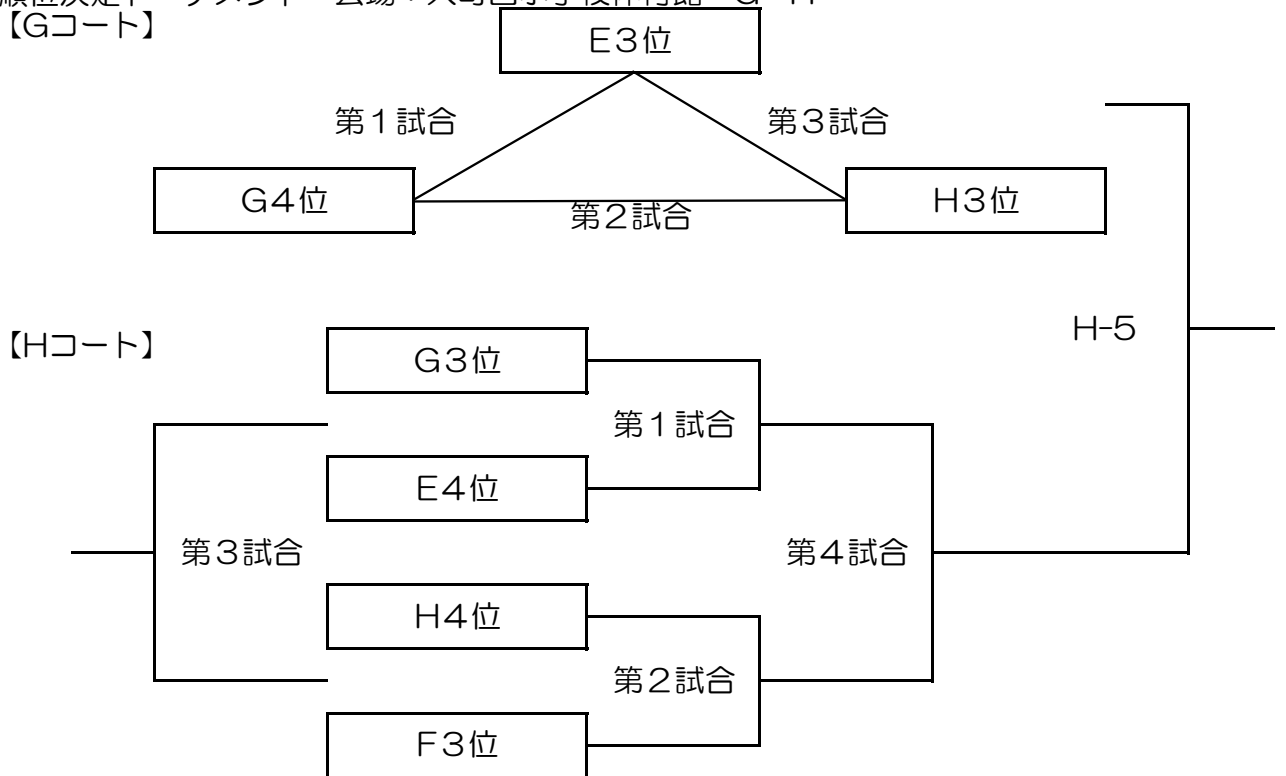 【Gコート】
E3位
第1試合
第3試合
G4位
第2試合
H3位
H-5
【Hコート】
G3位
第1試合
E4位
第3試合
第4試合
H4位
第2試合
F3位